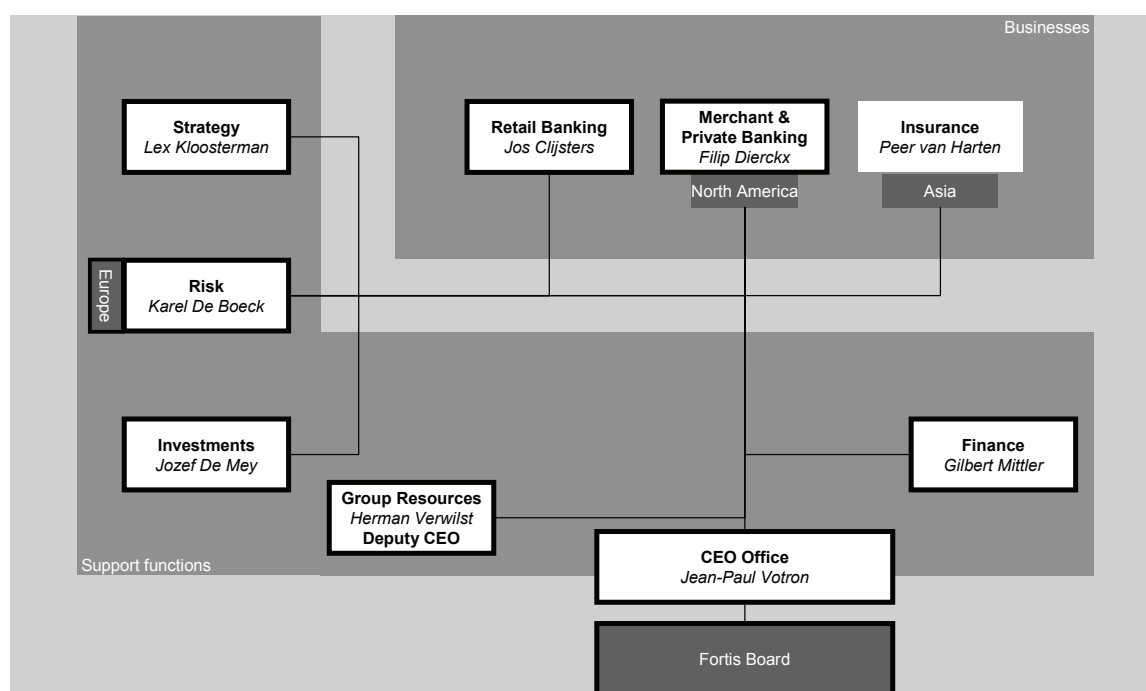 Businesses
Strategy
Lex Kloosterman
Retail Banking
Jos Clijsters
Merchant &
Private Banking
Filip Dierckx
Insurance
Peer van Harten
North America
Asia
Europe
Risk
Karel De Boeck
Investments
Jozef De Mey
Finance
Gilbert Mittler
Group Resources
Herman Verwilst
Deputy CEO
Support functions
CEO Office
Jean-Paul Votron
Fortis Board